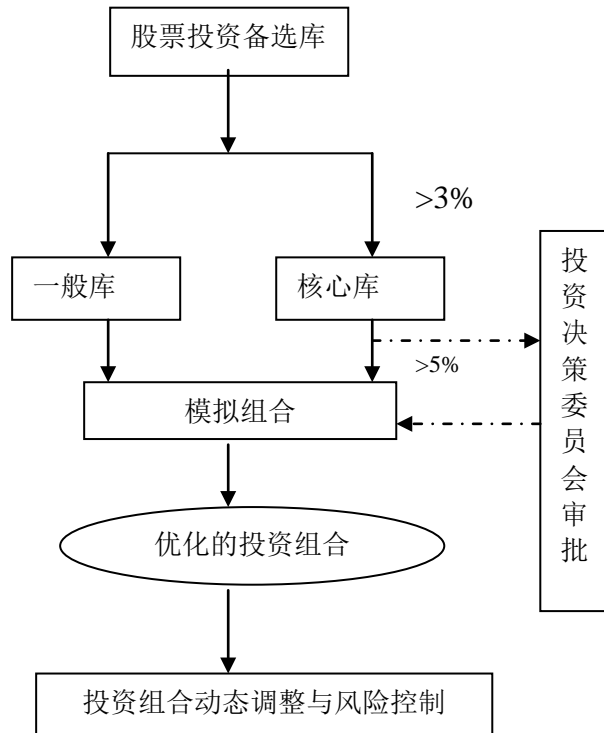 股票投资备选库
>3%
一般库
核心库
投资决策委员会审批
>5%
模拟组合
优化的投资组合
投资组合动态调整与风险控制